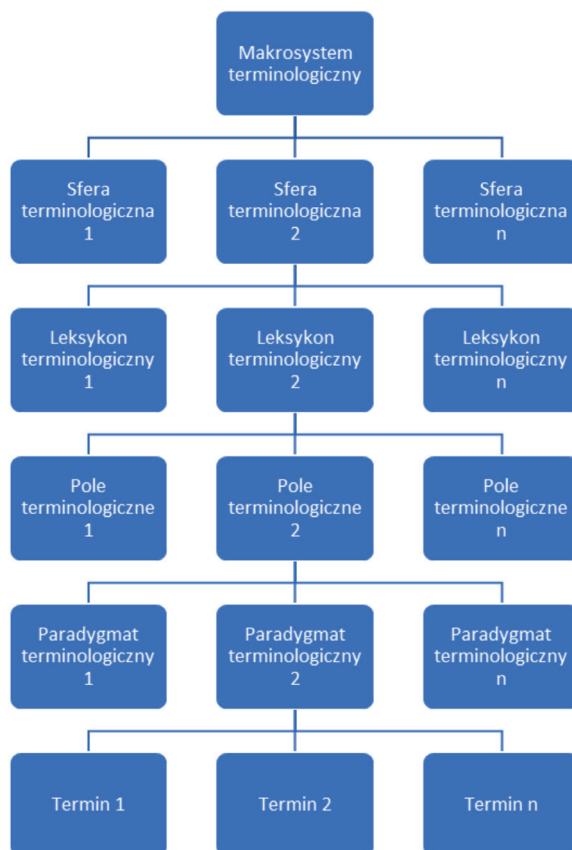 Makrosystem
terminologiczny
Sfera
terminologiczna
1
Sfera
terminologiczna
2
Sfera
terminologiczna
n
Leksykon
terminologiczny
1
Leksykon
terminologiczny
2
Leksykon
terminologiczny
n
Pole
terminologiczne
1
Pole
terminologiczne
2
Pole
terminologiczne
n
Paradygmat
terminologiczny
1
Paradygmat
terminologiczny
2
Paradygmat
terminologiczny
n
Termin 1
Termin 2
Termin n